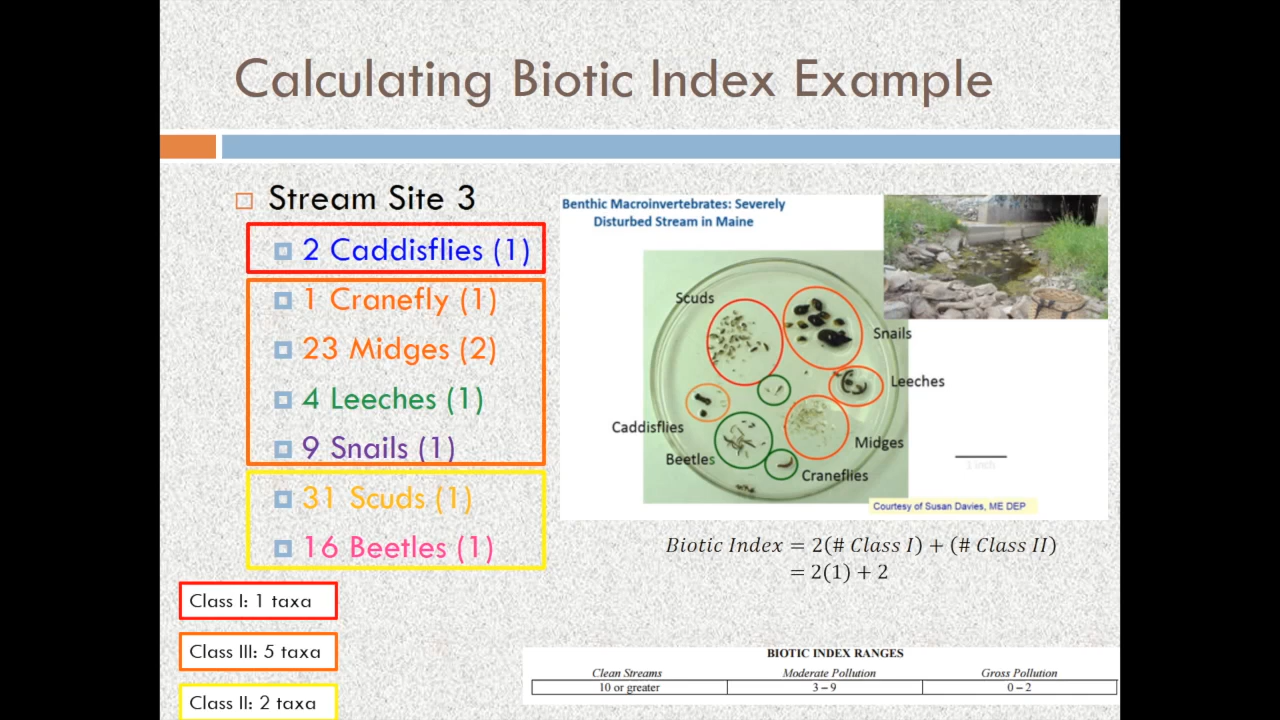 Calculating Biotic Index Example
Stream Site 3
2 Caddisflies (1)
1 Cranefly (1)
23 Midges (2)
4 Leeches (1)
9 Snails (1)
31 Scuds (1)
16 Beetles (1)
Class I: 1 taxa
Class III: 5 taxa
Class II: 2 taxa
Benthic Macroinvertebrates: Severely
Disturbed Stream in Maine
Scuds
Snails
Leeches
Caddisflies
Midges
Beetles
Craneflies
1 inch
Courtesy of Susan Davies, ME DEP
Biotic Index = 2(# Class I) + (# Class II)
= 2(1) + 2
BIOTIC INDEX RANGES
Clean Streams Moderate Pollution Gross Pollution
10 or greater 3 – 9 0 – 2